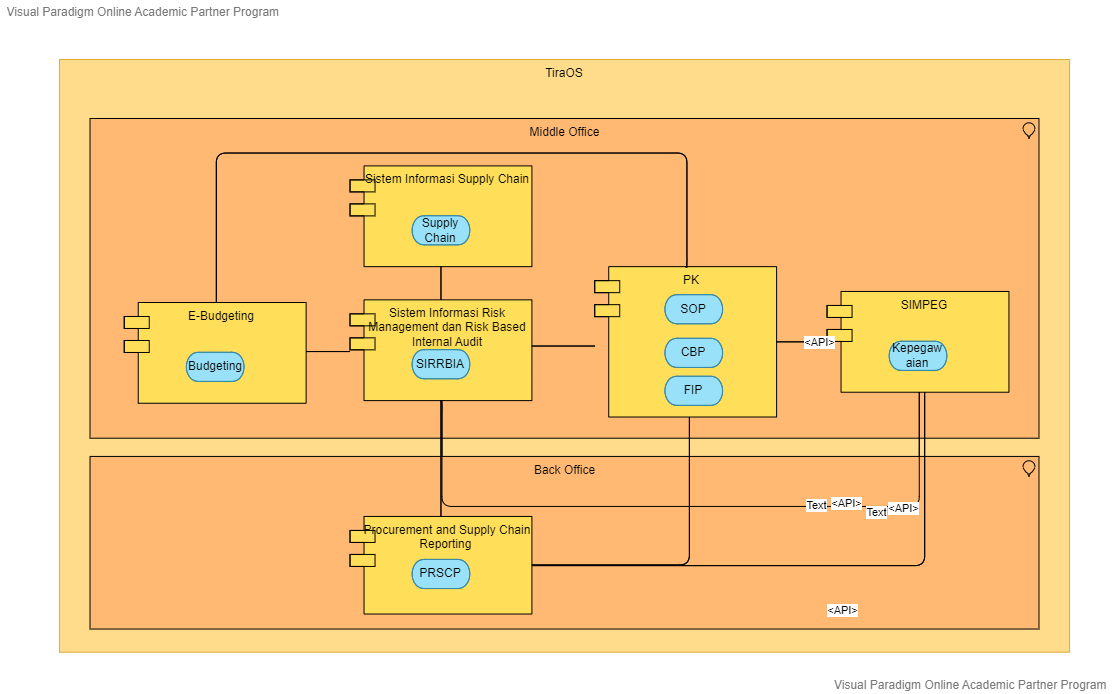 Visual Paradigm Online Academic Partner Program
TiraOS
Middle Office
Sistem Informasi Supply Chain
Supply
Chain
E-Budgeting
Budgeting
Sistem Informasi Risk
Management dan Risk Based
Internal Audit
SIRRBIA
PK
SOP
CBP
FIP
<API>
SIMPEG
Kepegaw
aian
Back Office
Text
<API>
Text
<API>
Procurement and Supply Chain
Reporting
PRSCP
<API>
Visual Paradigm Online Academic Partner Program